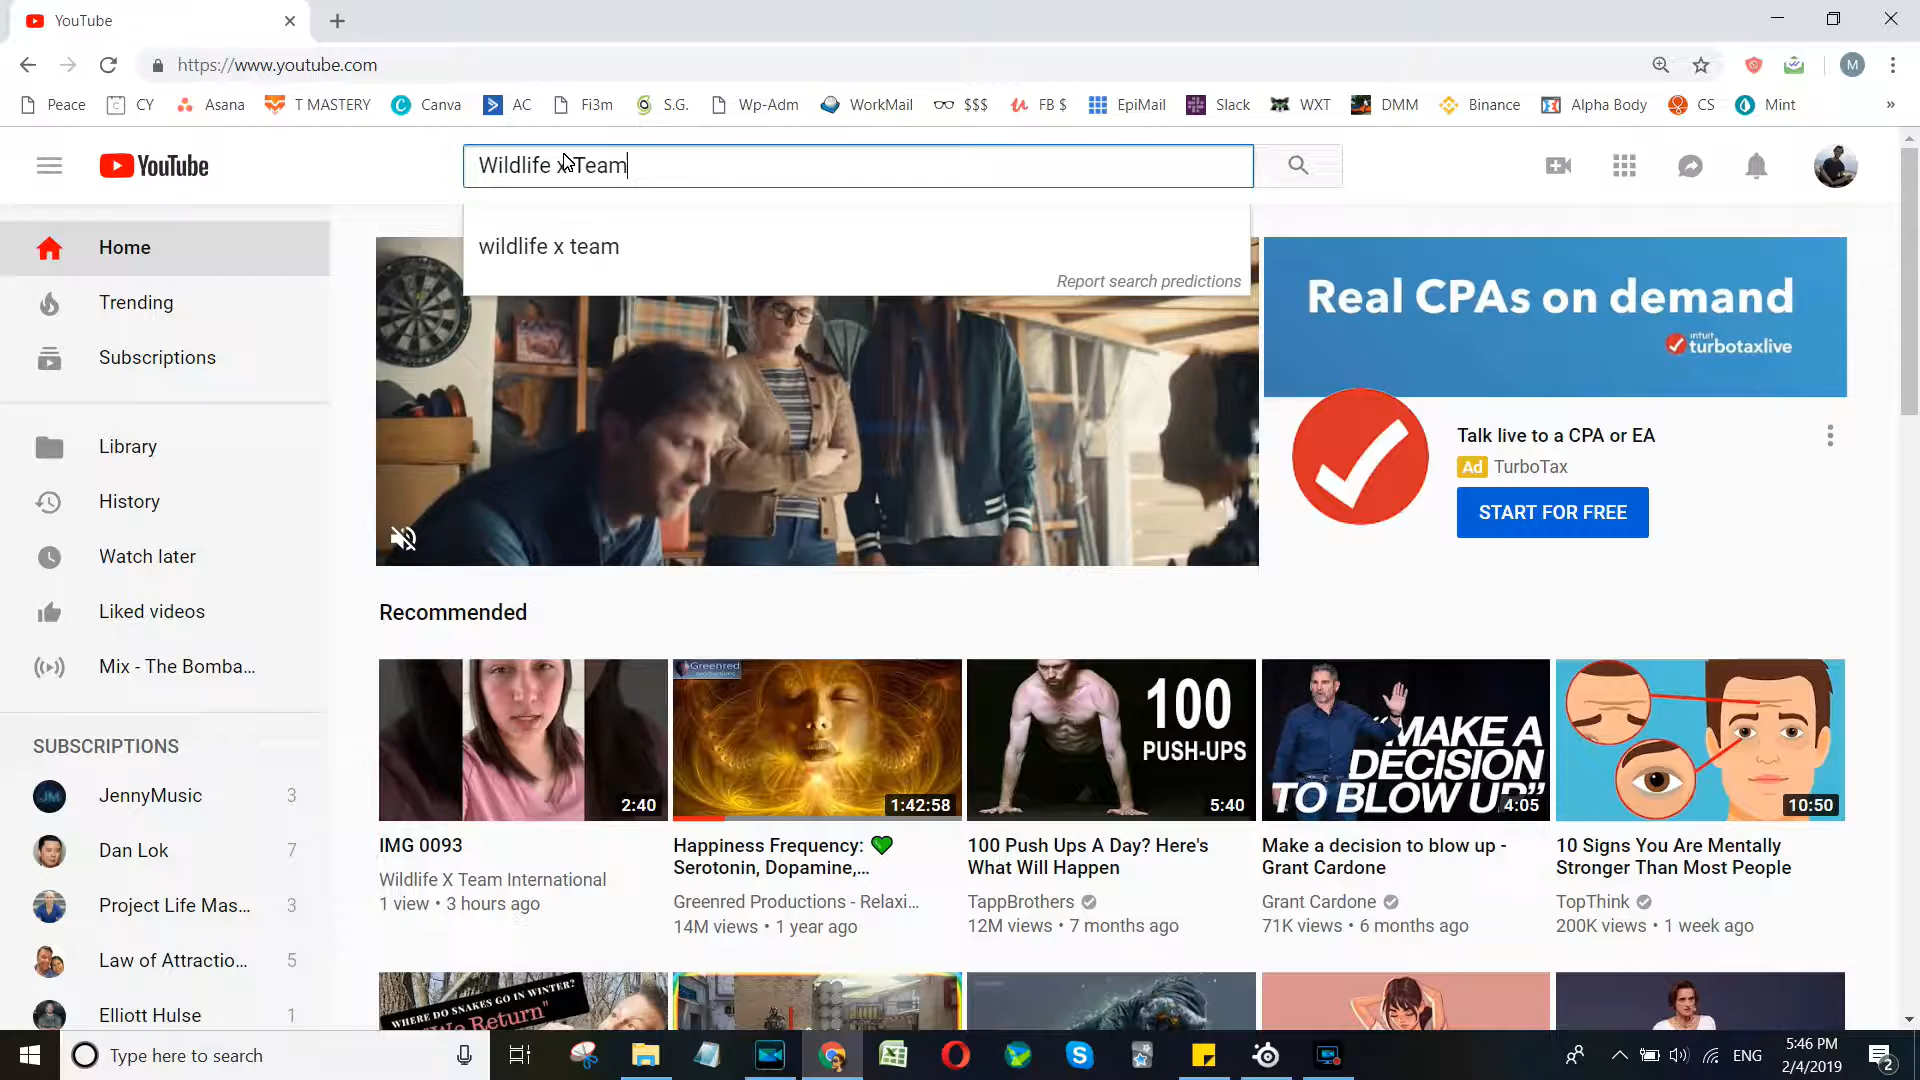 YouTube
https://www.youtube.com
M
Peace CY Asana T MASTERY Canva AC Fi3m S.G. Wp-Adm WorkMail $$$ FB $ EpiMail Slack WXT DMM Binance Alpha Body CS Mint »
YouTube
Wildlife x Team
wildlife x team
Report search predictions
Home
Trending
Subscriptions
Library
History
Watch later
Liked videos
Mix - The Bomba...
SUBSCRIPTIONS
JennyMusic 3
Dan Lok 7
Project Life Mas... 3
Law of Attractio... 5
Elliott Hulse 1
Real CPAs on demand
intuit
turbotaxlive
Talk live to a CPA or EA
Ad TurboTax
START FOR FREE
Recommended
2:40
IMG 0093
Wildlife X Team International
1 view • 3 hours ago
Greenred
productions
1:42:58
Happiness Frequency: 💚
Serotonin, Dopamine,...
Greenred Productions - Relaxi...
14M views • 1 year ago
100
PUSH-UPS
5:40
100 Push Ups A Day? Here's
What Will Happen
TappBrothers
12M views • 7 months ago
"MAKE A
DECISION
TO BLOW UP"
4:05
Make a decision to blow up -
Grant Cardone
Grant Cardone
71K views • 6 months ago
10:50
10 Signs You Are Mentally
Stronger Than Most People
TopThink
200K views • 1 week ago
WHERE DO SNAKES GO IN WINTER?
"We Return"
Type here to search
ENG
5:46 PM
2/4/2019
2